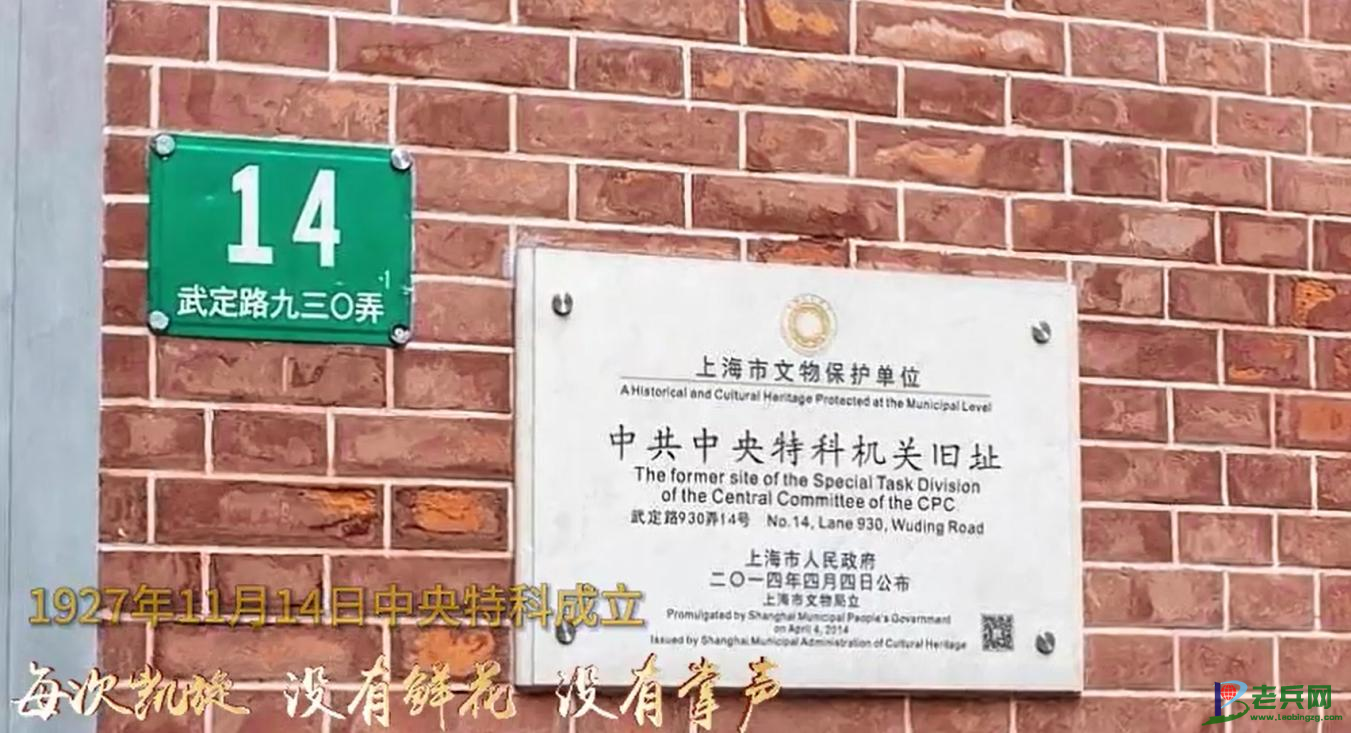 14
武定路九三〇弄
上海市文物保护单位
A Historical and Cultural Heritage Protected at the Municipal Level
中共中央特科机关旧址
The former site of the Special Task Division
of the Central Committee of the CPC
武定路930弄14号 No.14, Lane 930, Wuding Road
上海市人民政府
二〇一四年四月四日公布
上海市文物局立
Promulgated by Shanghai Municipal People's Government
on April 4, 2014
Issued by Shanghai Municipal Administration of Cultural Heritage
1927年11月14日中央特科成立
每次凯旋 没有鲜花 没有掌声
老兵网
www.Laobingzg.com